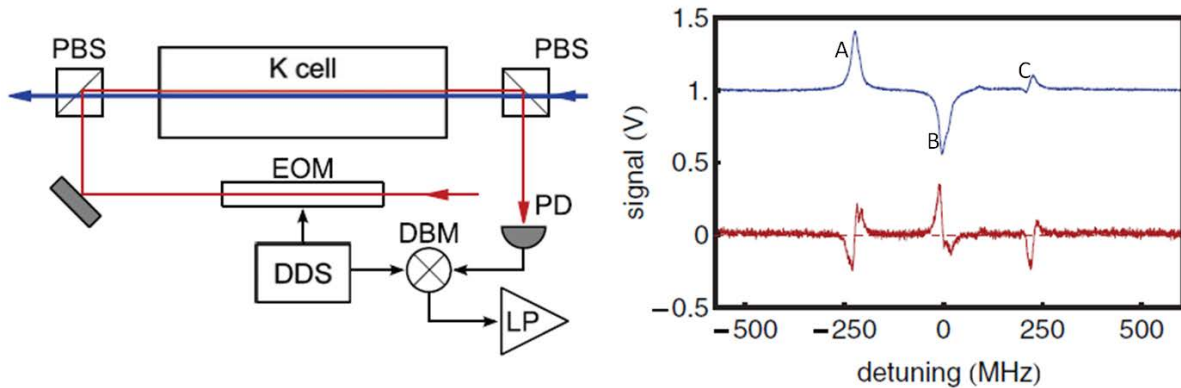 PBS
PBS
K cell
EOM
PD
DBM
DDS
LP
1.5
1.
0.5
0
−0.5
signal (V)
A
B
C
−500
−250
0
250
500
detuning (MHz)